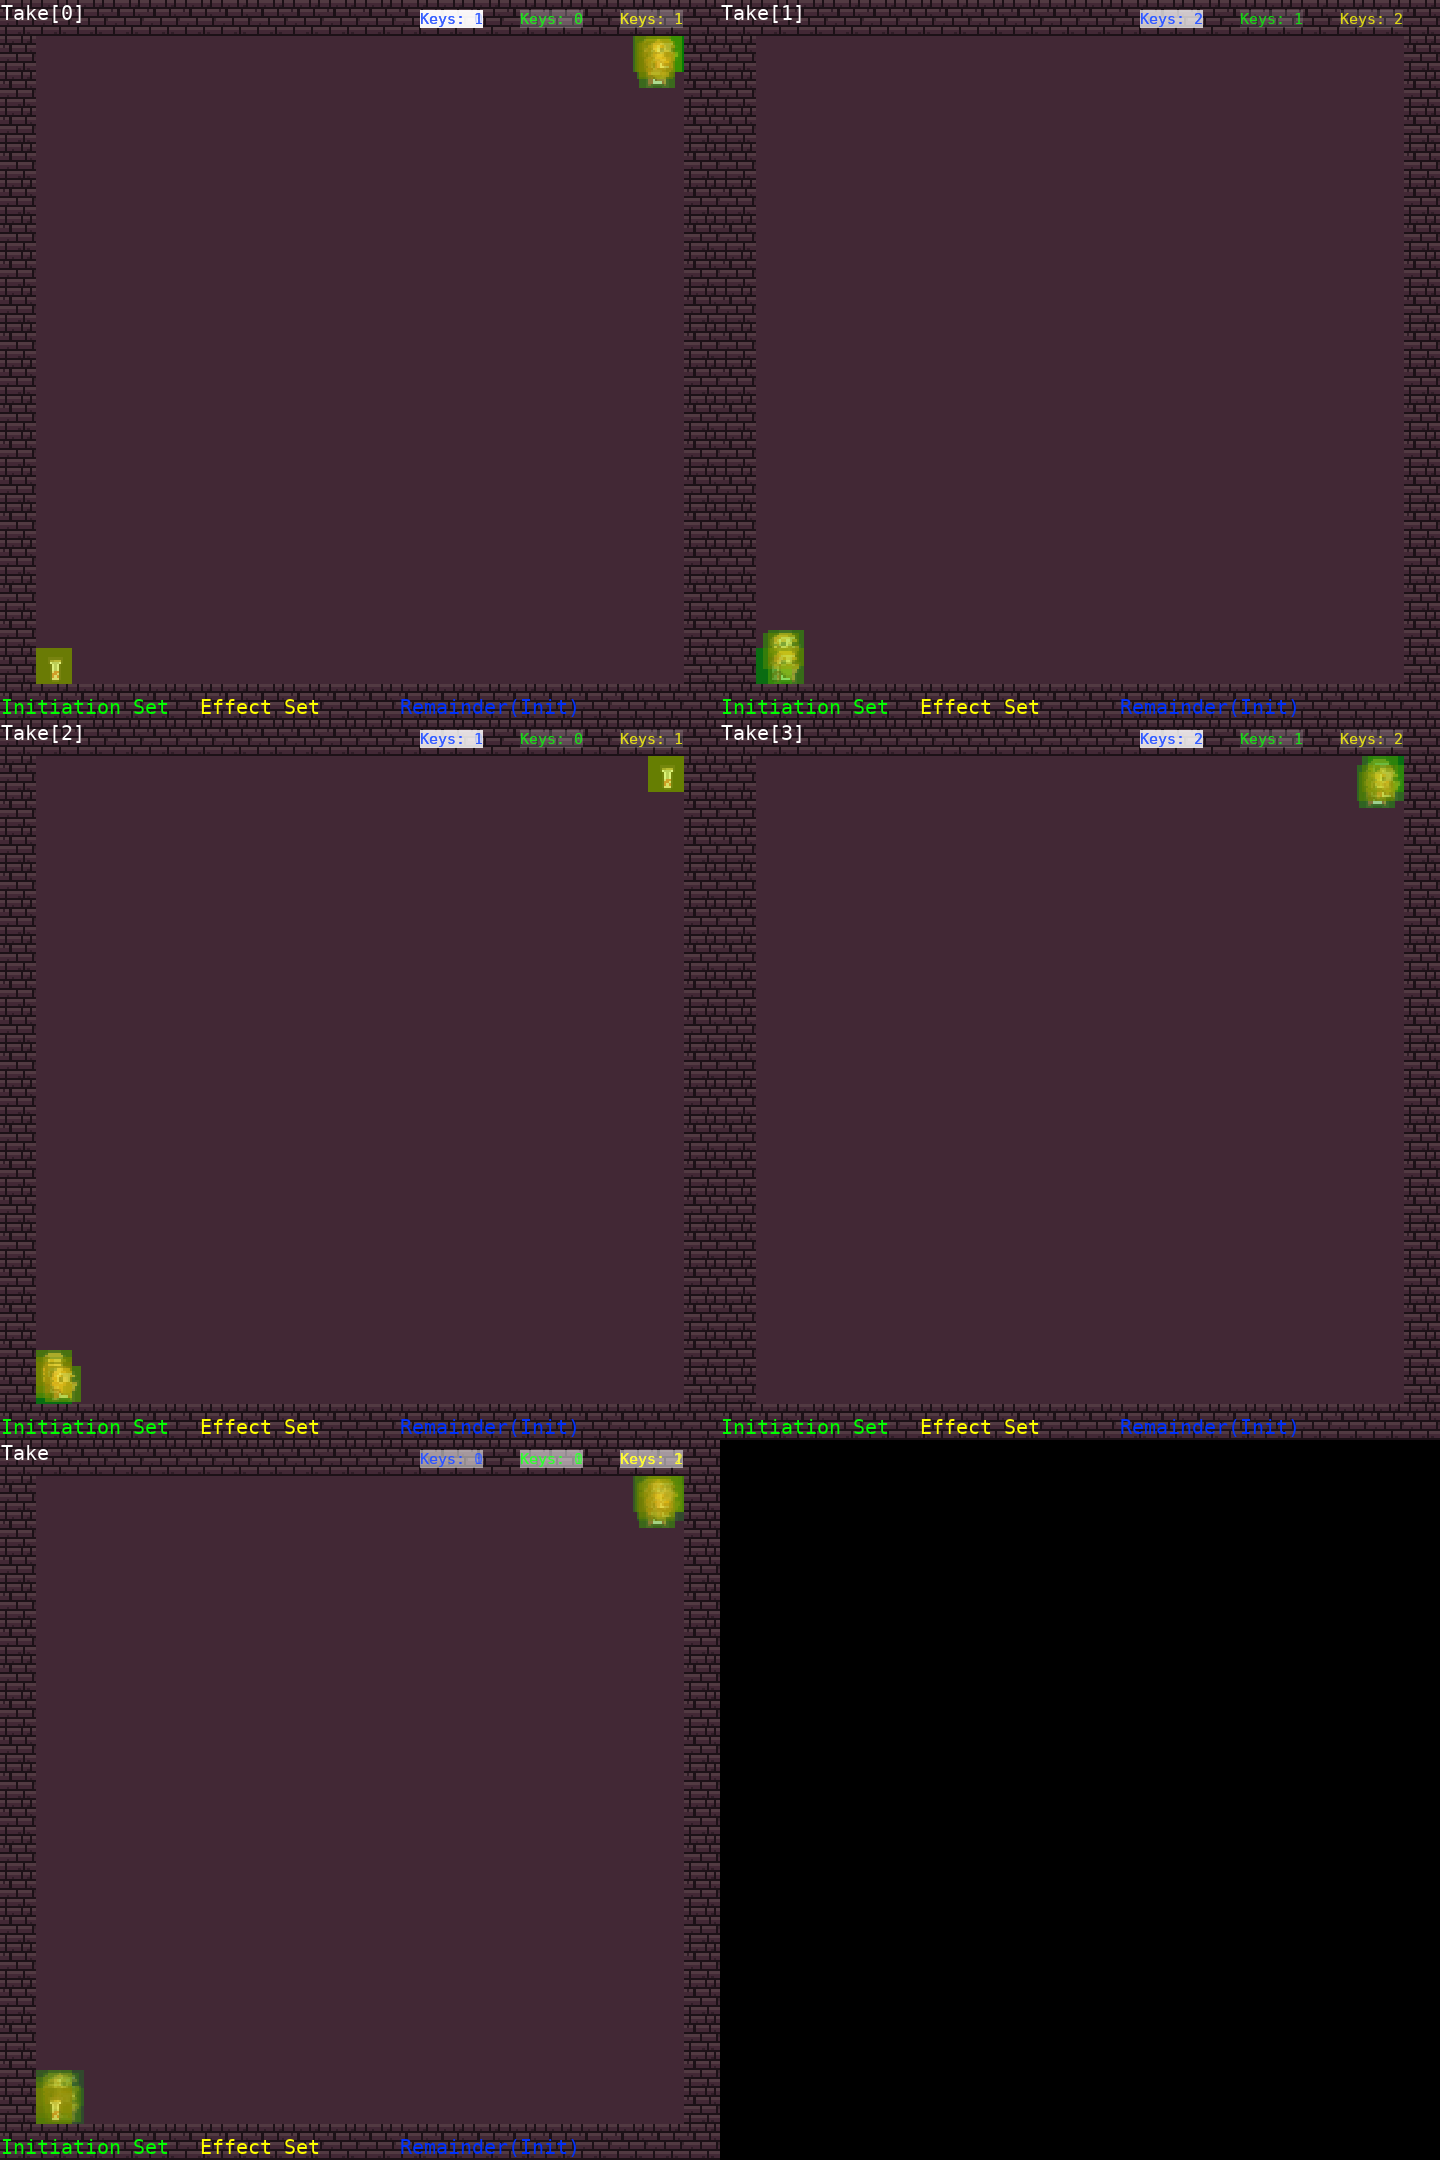 Take[0] Keys: 1 Keys: 0 Keys: 1
Take[1] Keys: 2 Keys: 1 Keys: 2
Initiation Set Effect Set Remainder(Init)
Initiation Set Effect Set Remainder(Init)
Take[2] Keys: 1 Keys: 0 Keys: 1
Take[3] Keys: 2 Keys: 1 Keys: 2
Initiation Set Effect Set Remainder(Init)
Initiation Set Effect Set Remainder(Init)
Take Keys: Keys: Keys:
Initiation Set Effect Set Remainder(Init)